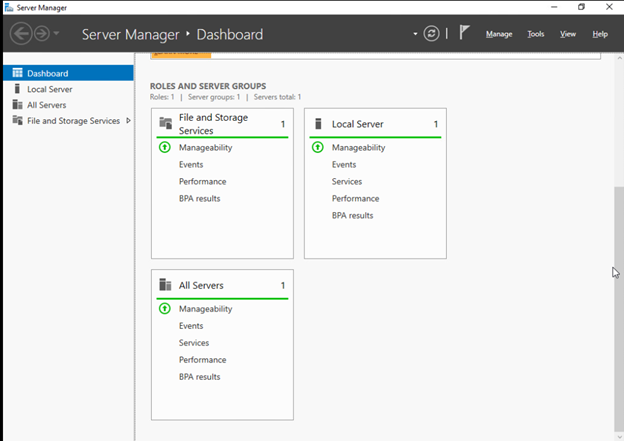 Server Manager
Server Manager ‣ Dashboard
Manage Tools View Help
Dashboard
Local Server
All Servers
File and Storage Services
ROLES AND SERVER GROUPS
Roles: 1 | Server groups: 1 | Servers total: 1
File and Storage
Services
1
Manageability
Events
Performance
BPA results
Local Server 1
Manageability
Events
Services
Performance
BPA results
All Servers 1
Manageability
Events
Services
Performance
BPA results